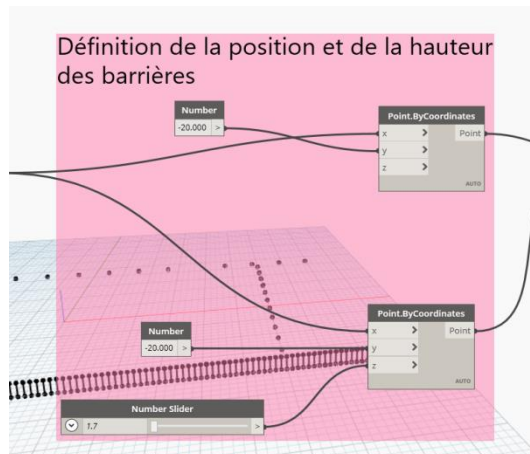 Définition de la position et de la hauteur
des barrières
Number
-20.000 >
Point.ByCoordinates
x > Point
y >
z >
AUTO
Point.ByCoordinates
x > Point
y >
z >
AUTO
Number
-20.000 >
Number Slider
1.7 >